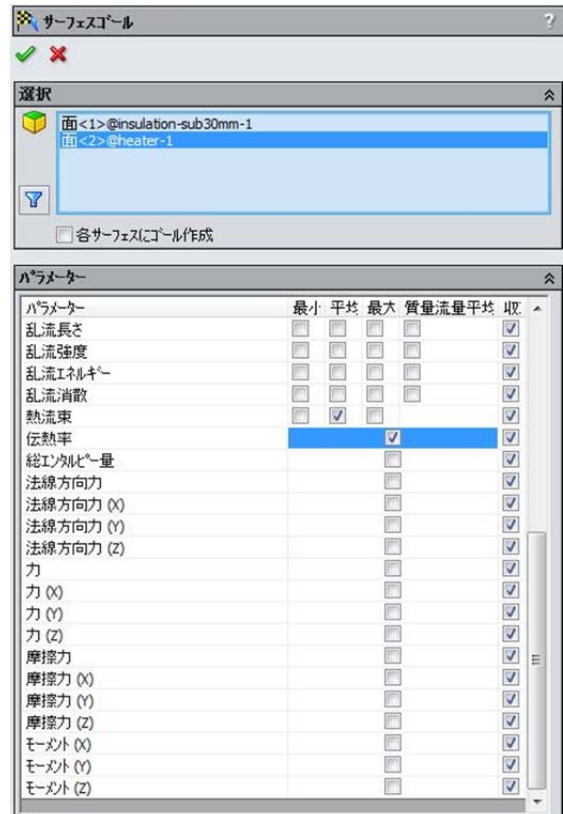 サーフェスゴール
?
選択
面<1>@insulation-sub30mm-1
面<2>@heater-1
各サーフェスにゴール作成
パラメーター
パラメーター 最小 平均 最大 質量流量平均 収
乱流長さ
乱流強度
乱流エネルギー
乱流消散
熱流束
伝熱率
総エンタルピー量
法線方向力
法線方向力 (X)
法線方向力 (Y)
法線方向力 (Z)
力
力 (X)
力 (Y)
力 (Z)
摩擦力
摩擦力 (X)
摩擦力 (Y)
摩擦力 (Z)
モーメント (X)
モーメント (Y)
モーメント (Z)